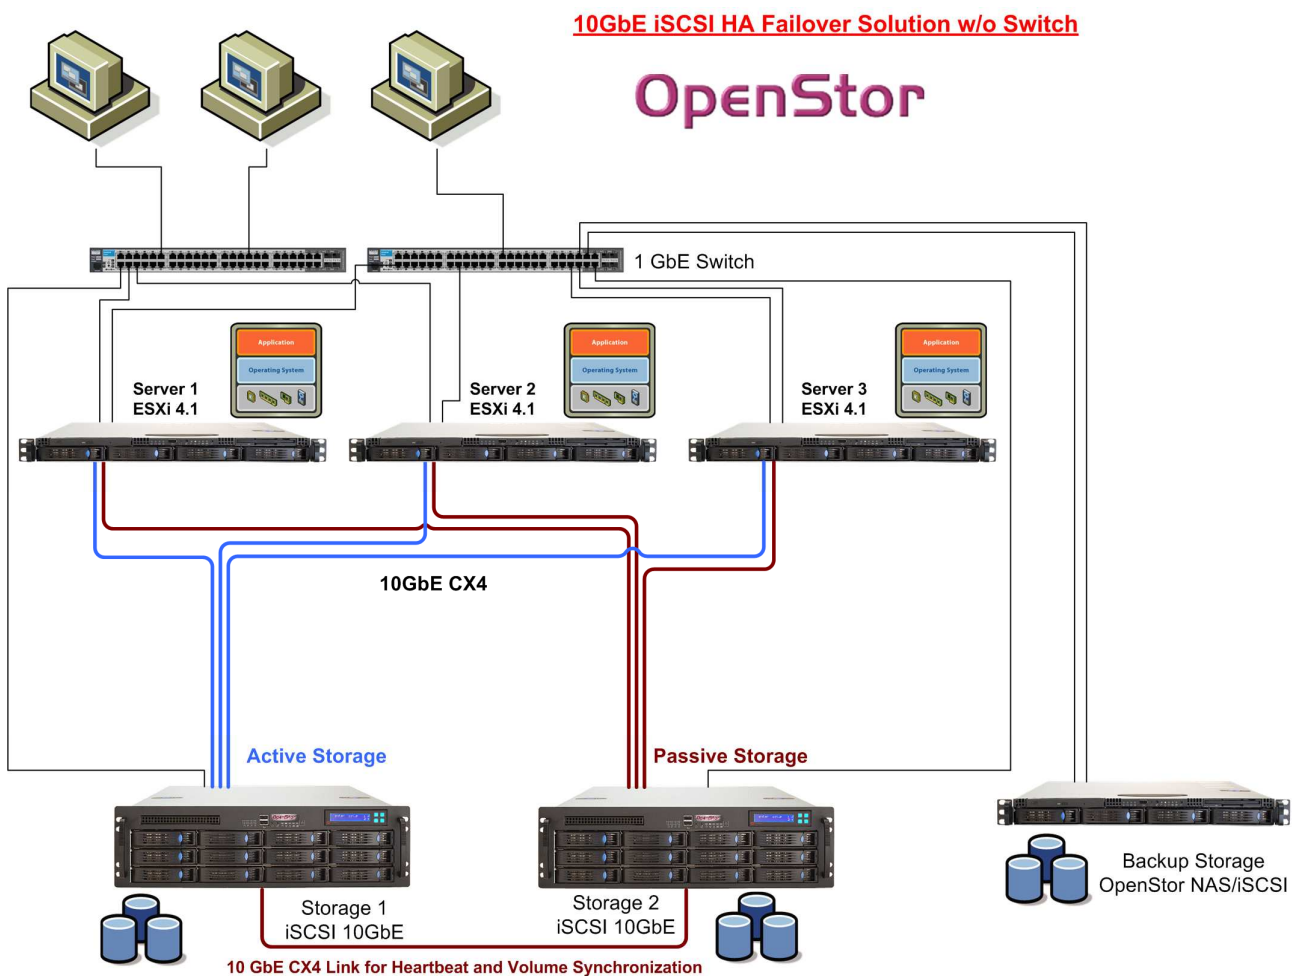 10GbE iSCSI HA Failover Solution w/o Switch
OpenStor
1 GbE Switch
Application
Operating System
Server 1
ESXi 4.1
Application
Operating System
Server 2
ESXi 4.1
Application
Operating System
Server 3
ESXi 4.1
10GbE CX4
Active Storage
Passive Storage
OPENSTOR
OPENSTOR
Storage 1
iSCSI 10GbE
Storage 2
iSCSI 10GbE
Backup Storage
OpenStor NAS/iSCSI
10 GbE CX4 Link for Heartbeat and Volume Synchronization